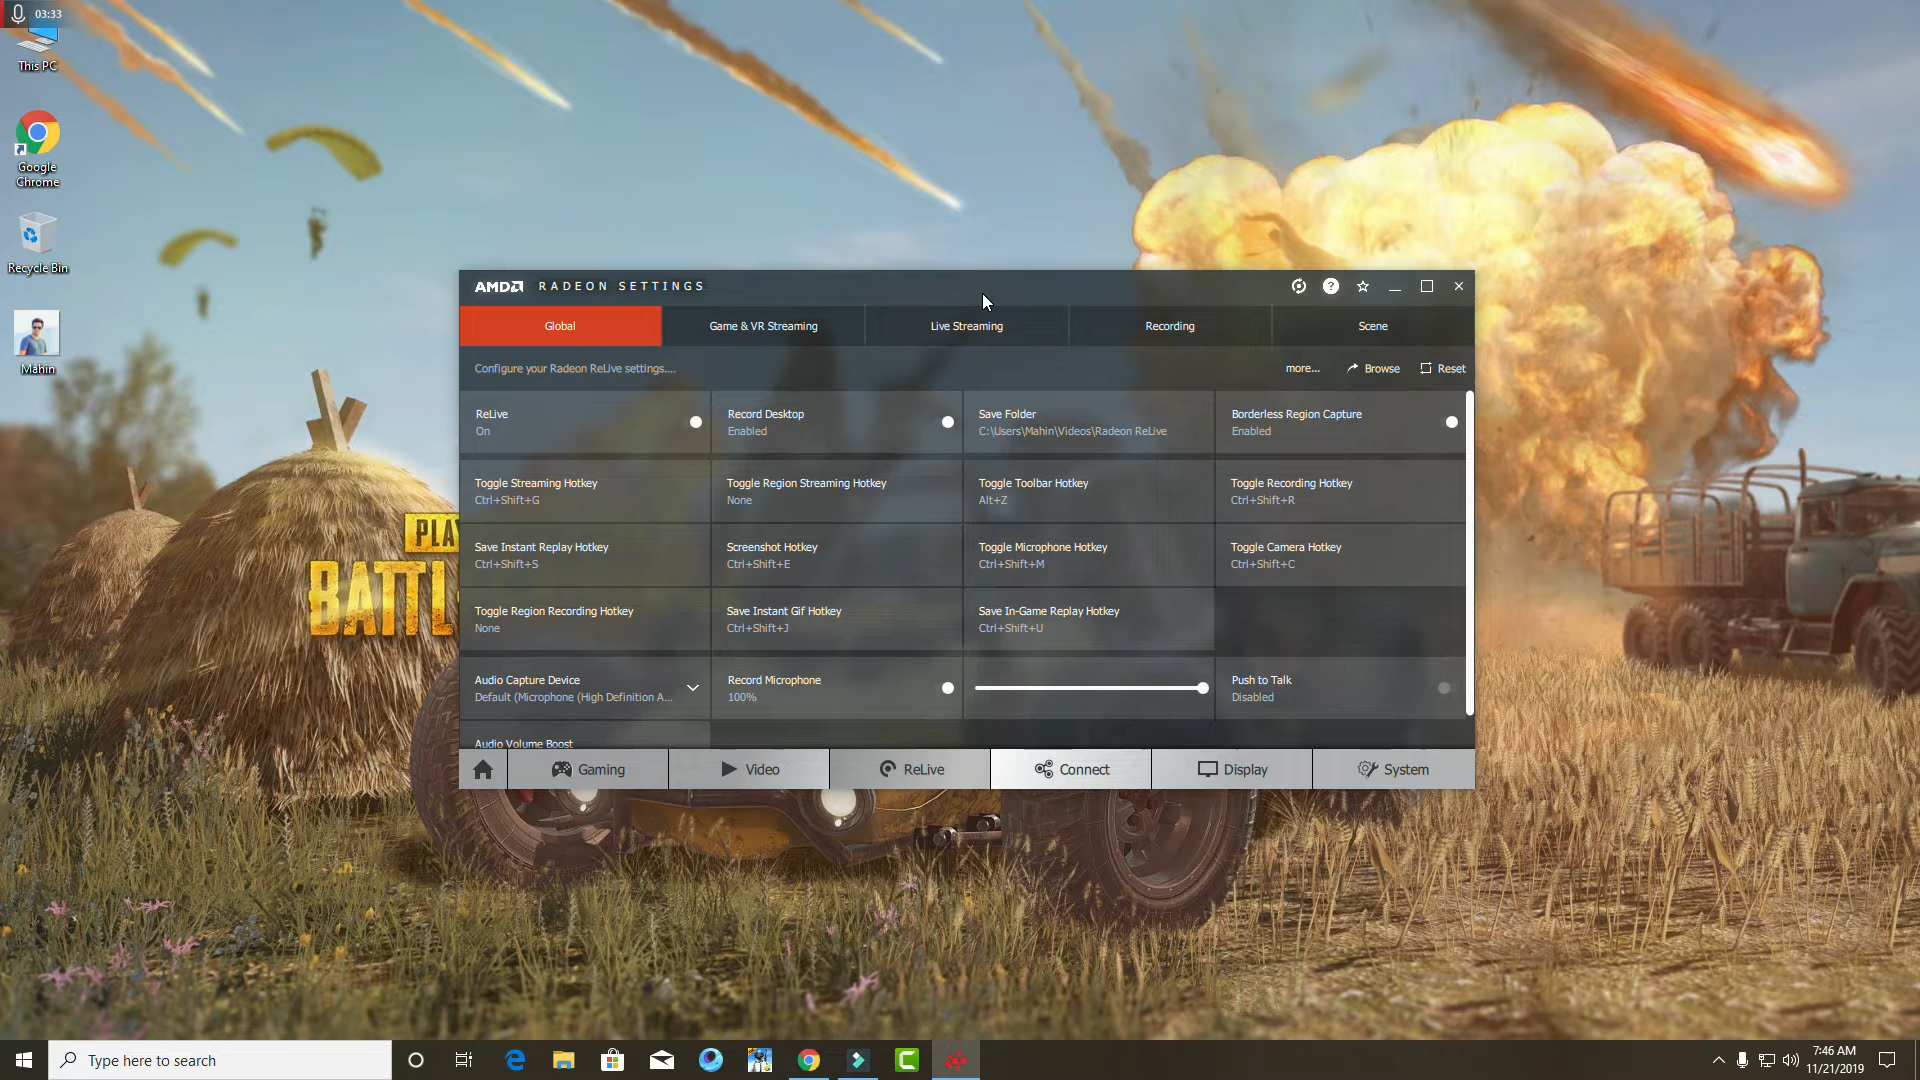 03:33
This PC
Google
Chrome
Recycle Bin
Mahin
PLA
BATTL
AMD RADEON SETTINGS
Global
Game & VR Streaming
Live Streaming
Recording
Scene
Configure your Radeon ReLive settings....
more...
Browse
Reset
ReLive
On
Record Desktop
Enabled
Save Folder
C:\Users\Mahin\Videos\Radeon ReLive
Borderless Region Capture
Enabled
Toggle Streaming Hotkey
Ctrl+Shift+G
Toggle Region Streaming Hotkey
None
Toggle Toolbar Hotkey
Alt+Z
Toggle Recording Hotkey
Ctrl+Shift+R
Save Instant Replay Hotkey
Ctrl+Shift+S
Screenshot Hotkey
Ctrl+Shift+E
Toggle Microphone Hotkey
Ctrl+Shift+M
Toggle Camera Hotkey
Ctrl+Shift+C
Toggle Region Recording Hotkey
None
Save Instant Gif Hotkey
Ctrl+Shift+J
Save In-Game Replay Hotkey
Ctrl+Shift+U
Audio Capture Device
Default (Microphone (High Definition A...
Record Microphone
100%
Push to Talk
Disabled
Audio Volume Boost
Gaming
Video
ReLive
Connect
Display
System
Type here to search
7:46 AM
11/21/2019